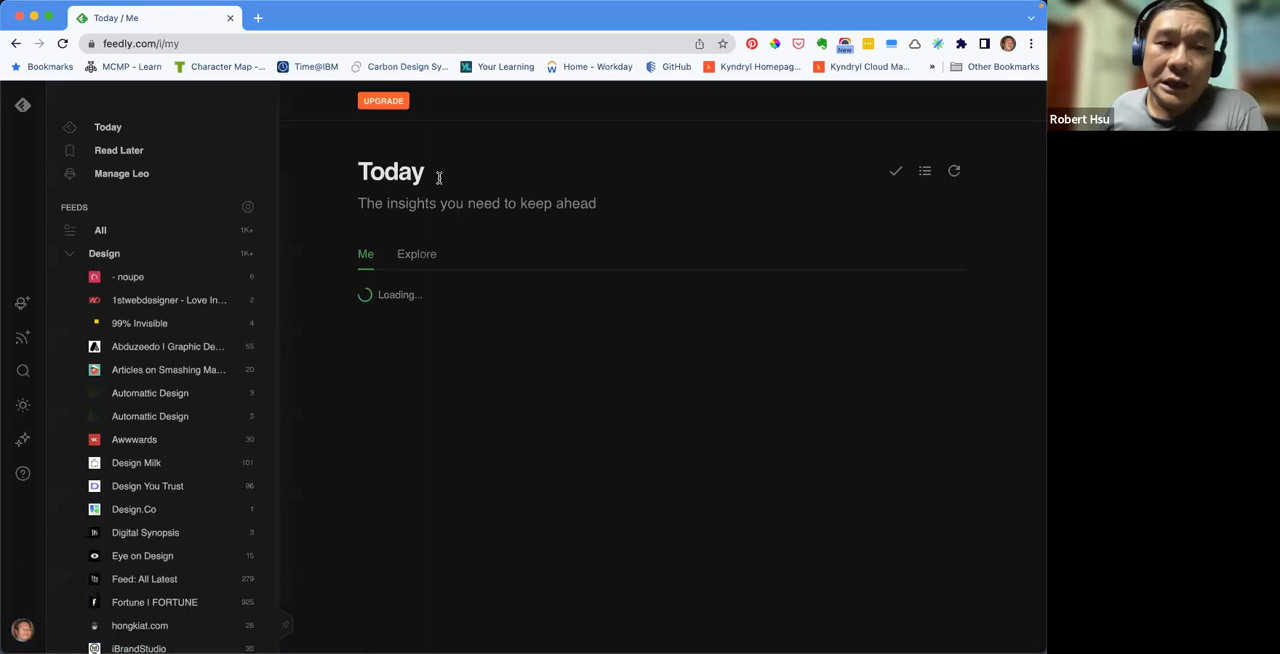 Today / Me
feedly.com/i/my
New
Bookmarks
MCMP - Learn
Character Map -...
Time@IBM
Carbon Design Sy...
Your Learning
Home - Workday
GitHub
Kyndryl Homepag...
Kyndryl Cloud Ma...
»
Other Bookmarks
Robert Hsu
UPGRADE
Today
Read Later
Manage Leo
FEEDS
All 1K+
Design 1K+
- noupe 6
1stwebdesigner - Love In... 2
99% Invisible 4
Abduzeedo | Graphic De... 55
Articles on Smashing Ma... 20
Automattic Design 3
Automattic Design 3
Awwwards 30
Design Milk 101
Design You Trust 96
Design.Co 1
Digital Synopsis 3
Eye on Design 15
Feed: All Latest 279
Fortune | FORTUNE 925
hongkiat.com 26
iBrandStudio 30
Today
The insights you need to keep ahead
Me Explore
Loading...